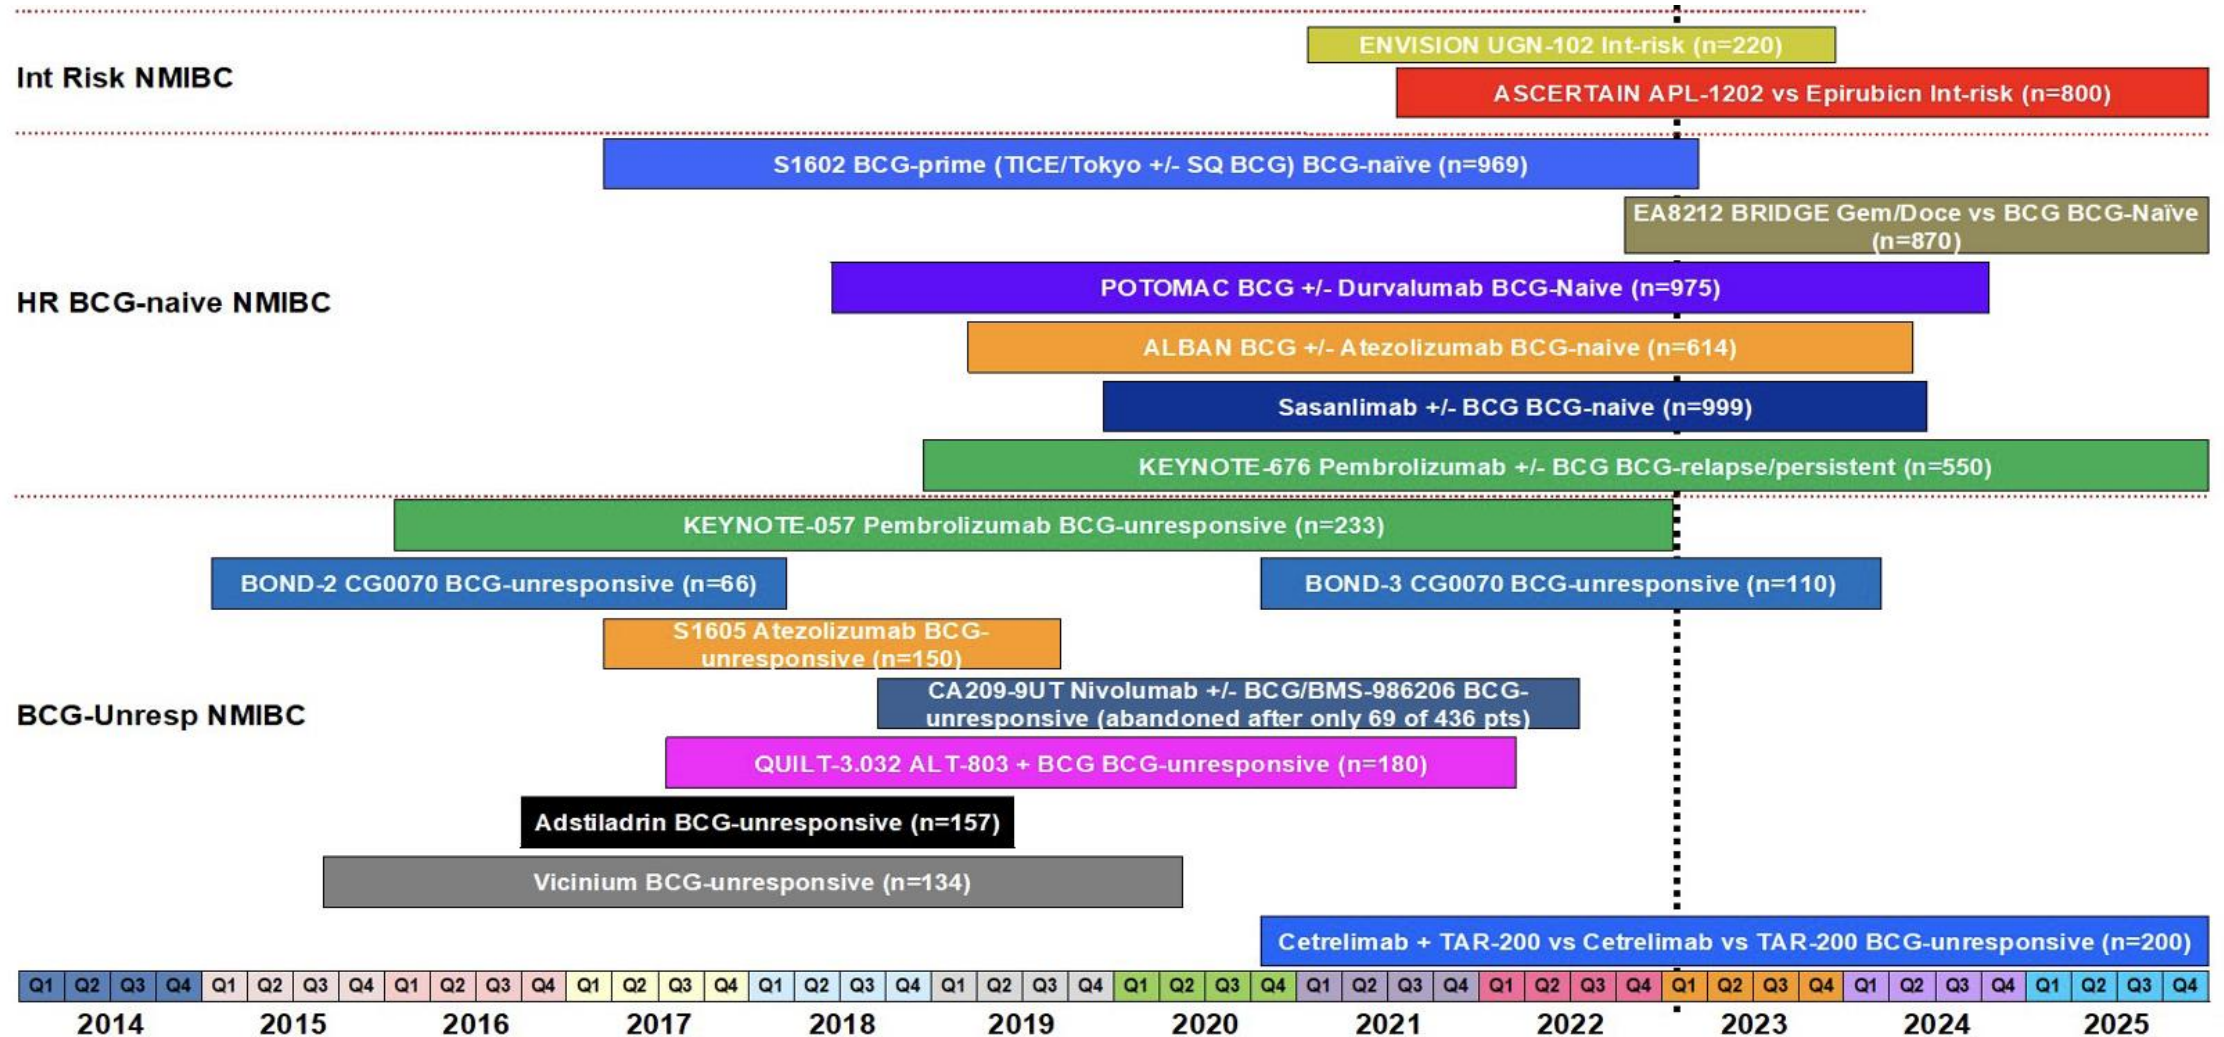 Int Risk NMIBC
ENVISION UGN-102 Int-risk (n=220)
ASCERTAIN APL-1202 vs Epirubicn Int-risk (n=800)
HR BCG-naive NMIBC
S1602 BCG-prime (TICE/Tokyo +/- SQ BCG) BCG-naïve (n=969)
EA8212 BRIDGE Gem/Doce vs BCG BCG-Naïve
(n=870)
POTOMAC BCG +/- Durvalumab BCG-Naive (n=975)
ALBAN BCG +/- Atezolizumab BCG-naive (n=614)
Sasanlimab +/- BCG BCG-naive (n=999)
KEYNOTE-676 Pembrolizumab +/- BCG BCG-relapse/persistent (n=550)
BCG-Unresp NMIBC
KEYNOTE-057 Pembrolizumab BCG-unresponsive (n=233)
BOND-2 CG0070 BCG-unresponsive (n=66)
BOND-3 CG0070 BCG-unresponsive (n=110)
S1605 Atezolizumab BCG-
unresponsive (n=150)
CA209-9UT Nivolumab +/- BCG/BMS-986206 BCG-
unresponsive (abandoned after only 69 of 436 pts)
QUILT-3.032 ALT-803 + BCG BCG-unresponsive (n=180)
Adstiladrin BCG-unresponsive (n=157)
Vicinium BCG-unresponsive (n=134)
Cetrelimab + TAR-200 vs Cetrelimab vs TAR-200 BCG-unresponsive (n=200)
Q1 Q2 Q3 Q4 Q1 Q2 Q3 Q4 Q1 Q2 Q3 Q4 Q1 Q2 Q3 Q4 Q1 Q2 Q3 Q4 Q1 Q2 Q3 Q4 Q1 Q2 Q3 Q4 Q1 Q2 Q3 Q4 Q1 Q2 Q3 Q4 Q1 Q2 Q3 Q4 Q1 Q2 Q3 Q4 Q1 Q2 Q3 Q4
2014 2015 2016 2017 2018 2019 2020 2021 2022 2023 2024 2025